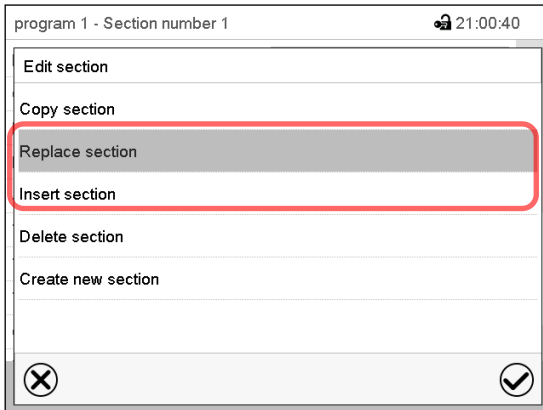 program 1 - Section number 1 21:00:40
Edit section
Copy section
Replace section
Insert section
Delete section
Create new section